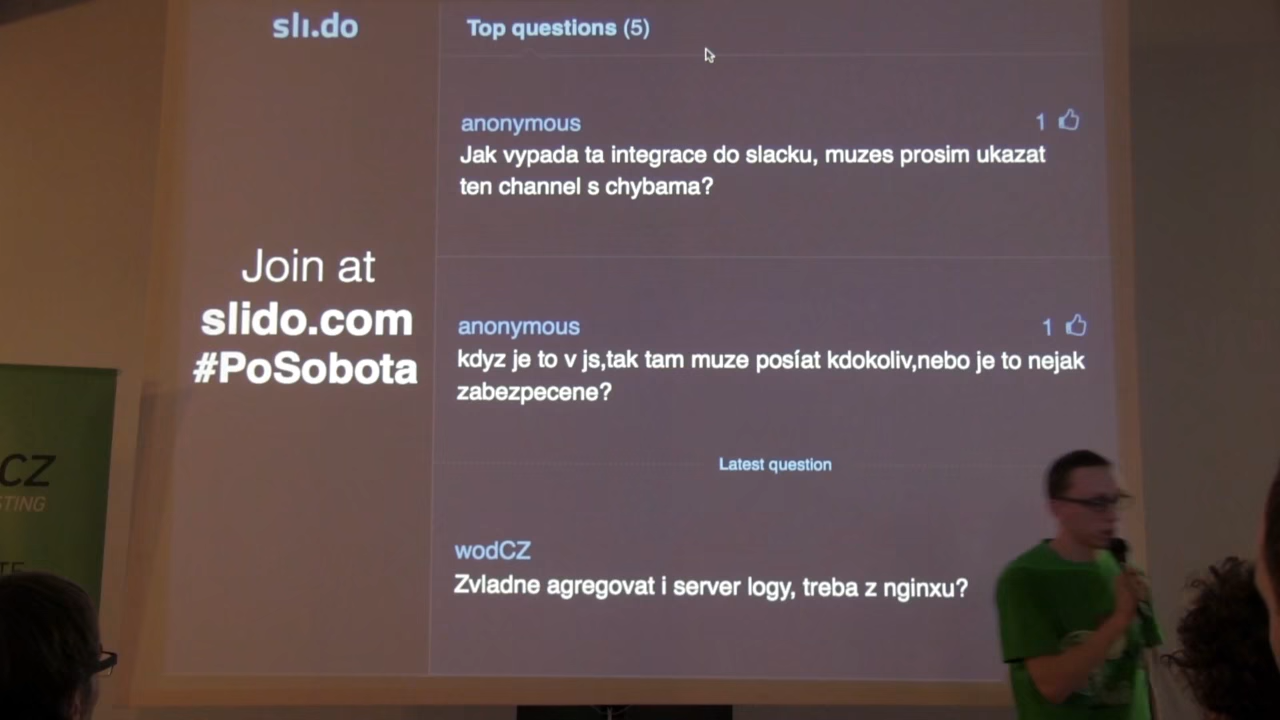 sli.do
Top questions (5)
anonymous
1
Jak vypada ta integrace do slacku, muzes prosim ukazat
ten channel s chybama?
Join at
slido.com
#PoSobota
anonymous
1
kdyz je to v js,tak tam muze posíat kdokoliv,nebo je to nejak
zabezpecene?
Latest question
wodCZ
Zvladne agregovat i server logy, treba z nginxu?
CZ